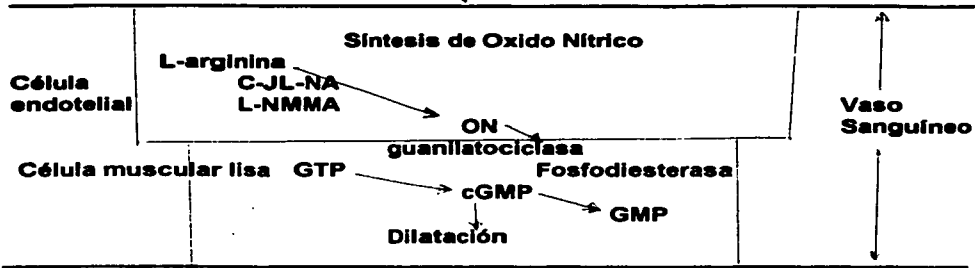 Síntesis de Oxido Nítrico
L-arginina
Célula
endotelial
C-JL-NA
L-NMMA
Vaso
Sanguíneo
ON
guanilatociclasa
Célula muscular lisa GTP
Fosfodiesterasa
cGMP
GMP
Dilatación